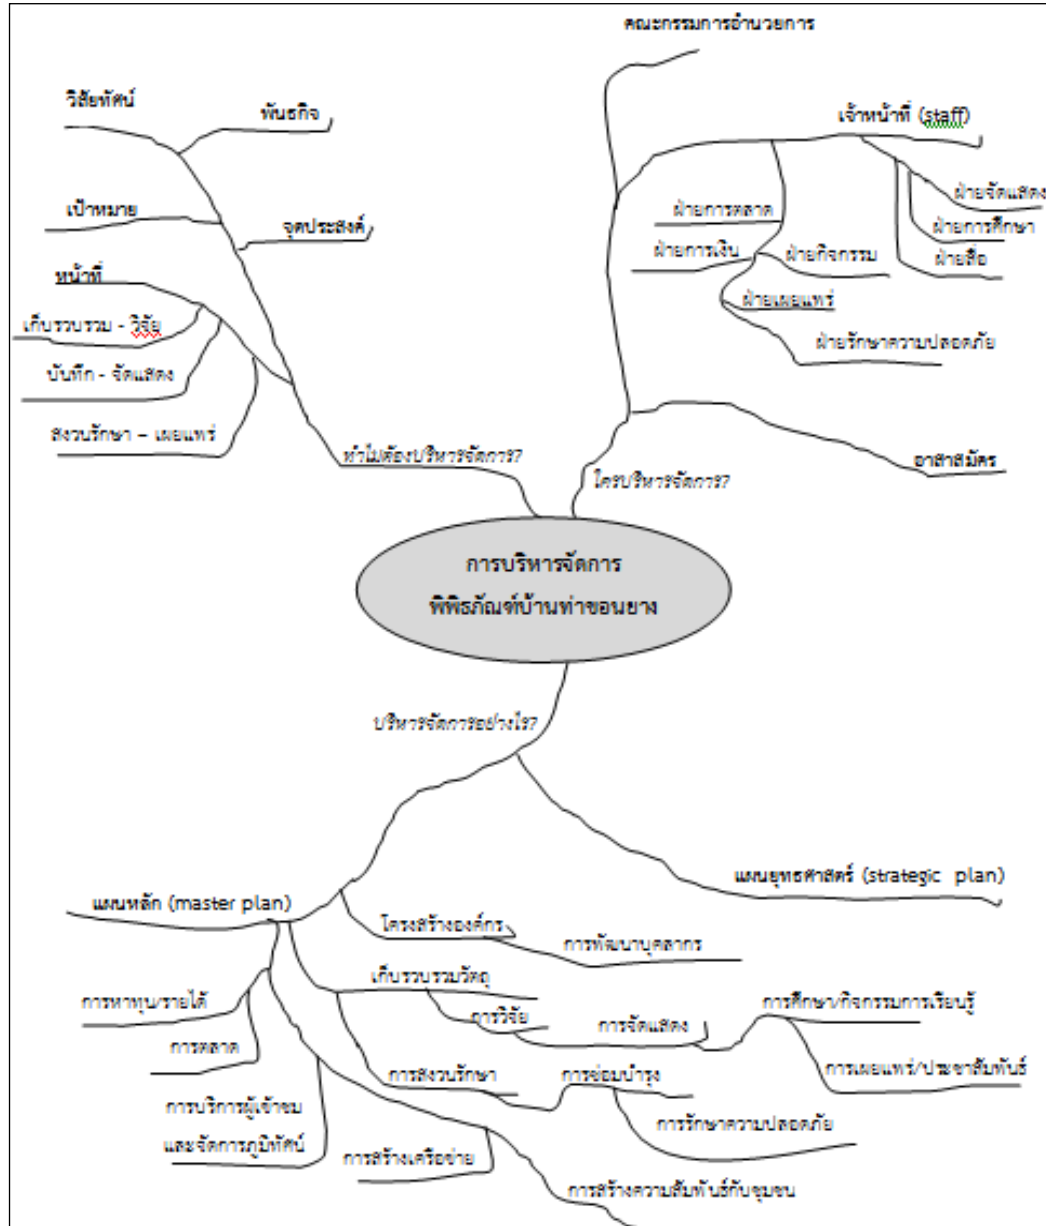 คณะกรรมการอำนวยการ
วิสัยทัศน์
พันธกิจ
เจ้าหน้าที่ (staff)
เป้าหมาย
จุดประสงค์
ฝ่ายจัดแสดง
ฝ่ายการตลาด
ฝ่ายการศึกษา
ฝ่ายการเงิน
ฝ่ายกิจกรรม
ฝ่ายสื่อ
หน้าที่
ฝ่ายเผยแพร่
เก็บรวบรวม - วิจัย
ฝ่ายรักษาความปลอดภัย
บันทึก - จัดแสดง
สงวนรักษา – เผยแพร่
ทำไมต้องบริหารจัดการ?
ใครบริหารจัดการ?
อาสาสมัคร
การบริหารจัดการ
พิพิธภัณฑ์บ้านท่าขอนยาง
บริหารจัดการอย่างไร?
แผนยุทธศาสตร์ (strategic plan)
แผนหลัก (master plan)
โครงสร้างองค์กร
การพัฒนาบุคลากร
เก็บรวบรวมวัตถุ
การหาทุน/รายได้
การวิจัย
การจัดแสดง
การศึกษา/กิจกรรมการเรียนรู้
การตลาด
การสงวนรักษา
การซ่อมบำรุง
การเผยแพร่/ประชาสัมพันธ์
การบริการผู้เข้าชม
และจัดการภูมิทัศน์
การรักษาความปลอดภัย
การสร้างเครือข่าย
การสร้างความสัมพันธ์กับชุมชน